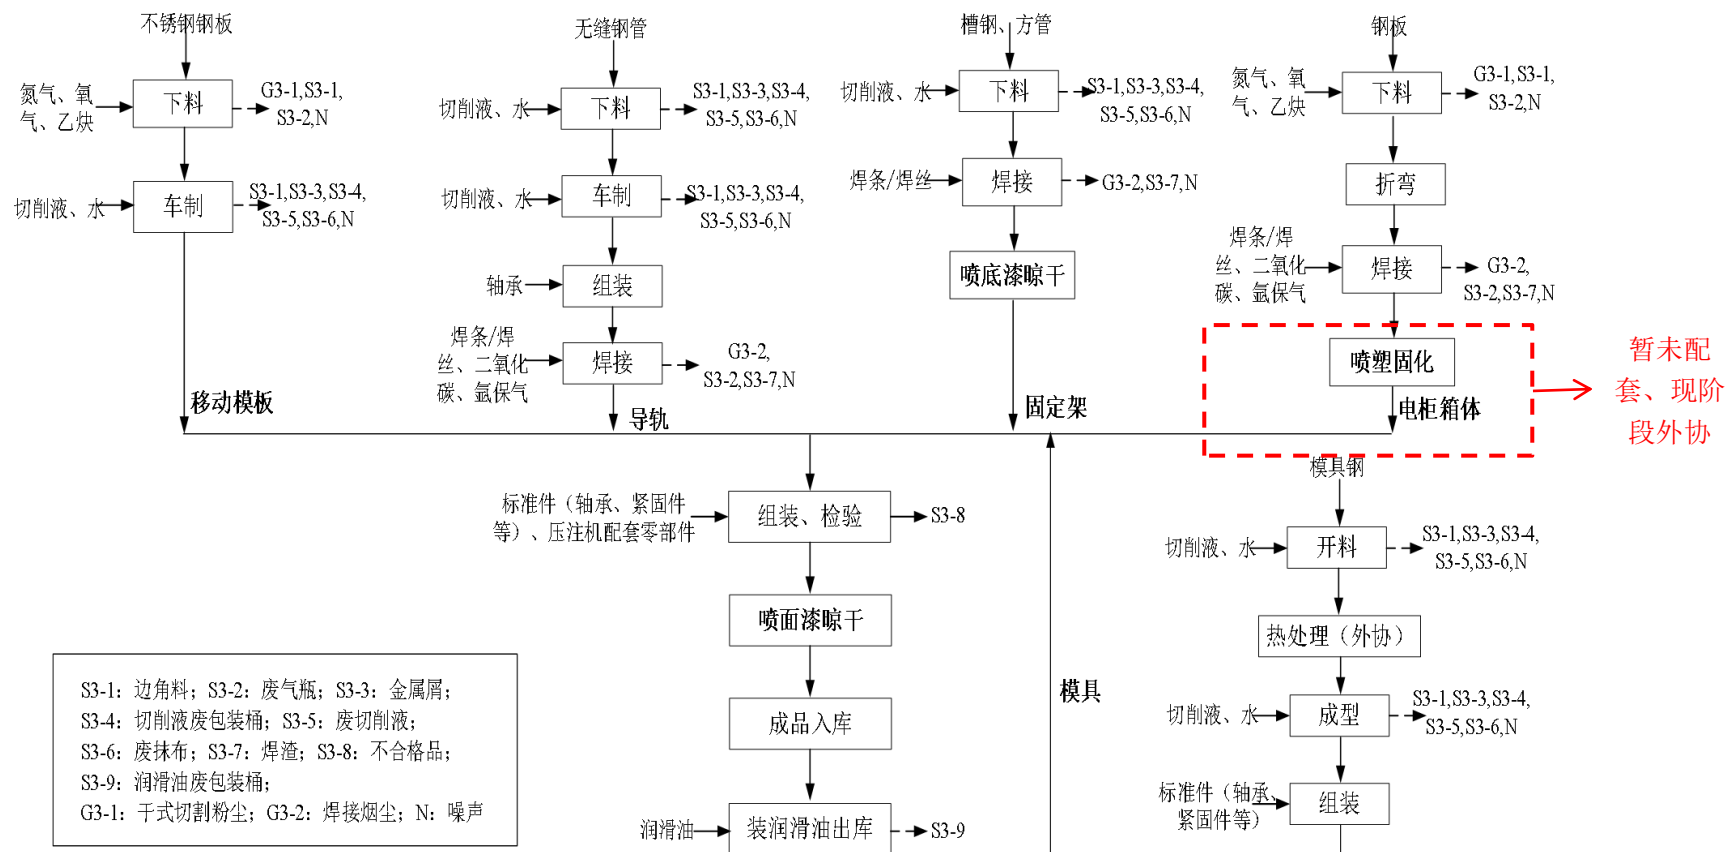 不锈钢钢板
氮气、氧
气、乙炔
下料
G3-1,S3-1,
S3-2,N
切削液、水
车制
S3-1,S3-3,S3-4,
S3-5,S3-6,N
移动模板
无缝钢管
切削液、水
下料
S3-1,S3-3,S3-4,
S3-5,S3-6,N
切削液、水
车制
S3-1,S3-3,S3-4,
S3-5,S3-6,N
轴承
组装
焊条/焊
丝、二氧化
碳、氩保气
焊接
G3-2,
S3-2,S3-7,N
导轨
槽钢、方管
切削液、水
下料
S3-1,S3-3,S3-4,
S3-5,S3-6,N
焊条/焊丝
焊接
G3-2,S3-7,N
喷底漆晾干
固定架
钢板
氮气、氧
气、乙炔
下料
G3-1,S3-1,
S3-2,N
折弯
焊条/焊
丝、二氧化
碳、氩保气
焊接
G3-2,
S3-2,S3-7,N
喷塑固化
电柜箱体
暂未配
套、现阶
段外协
标准件（轴承、紧固件
等）、压注机配套零部件
组装、检验
S3-8
喷面漆晾干
成品入库
润滑油
装润滑油出库
S3-9
模具
模具钢
切削液、水
开料
S3-1,S3-3,S3-4,
S3-5,S3-6,N
热处理（外协）
切削液、水
成型
S3-1,S3-3,S3-4,
S3-5,S3-6,N
标准件（轴承、
紧固件等）
组装
S3-1：边角料；S3-2：废气瓶；S3-3：金属屑；
S3-4：切削液废包装桶；S3-5：废切削液；
S3-6：废抹布；S3-7：焊渣；S3-8：不合格品；
S3-9：润滑油废包装桶；
G3-1：干式切割粉尘；G3-2：焊接烟尘；N：噪声